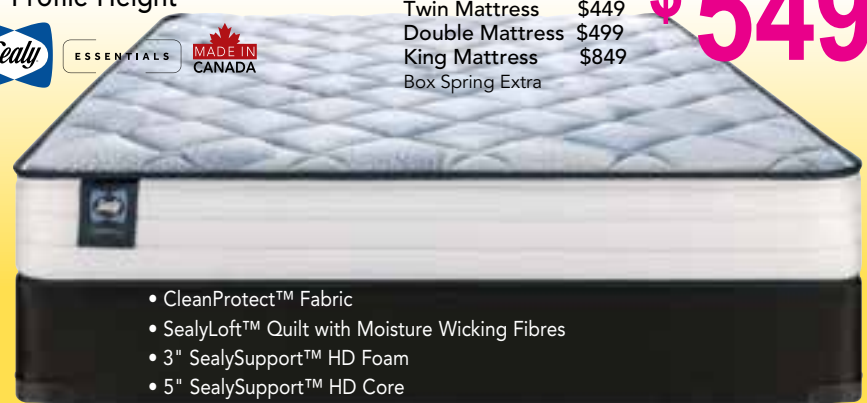 Profile Height
Twin Mattress $449
Double Mattress $499
King Mattress $849
Box Spring Extra
$549
Sealy
ESSENTIALS
MADE IN
CANADA
• CleanProtect™ Fabric
• SealyLoft™ Quilt with Moisture Wicking Fibres
• 3" SealySupport™ HD Foam
• 5" SealySupport™ HD Core